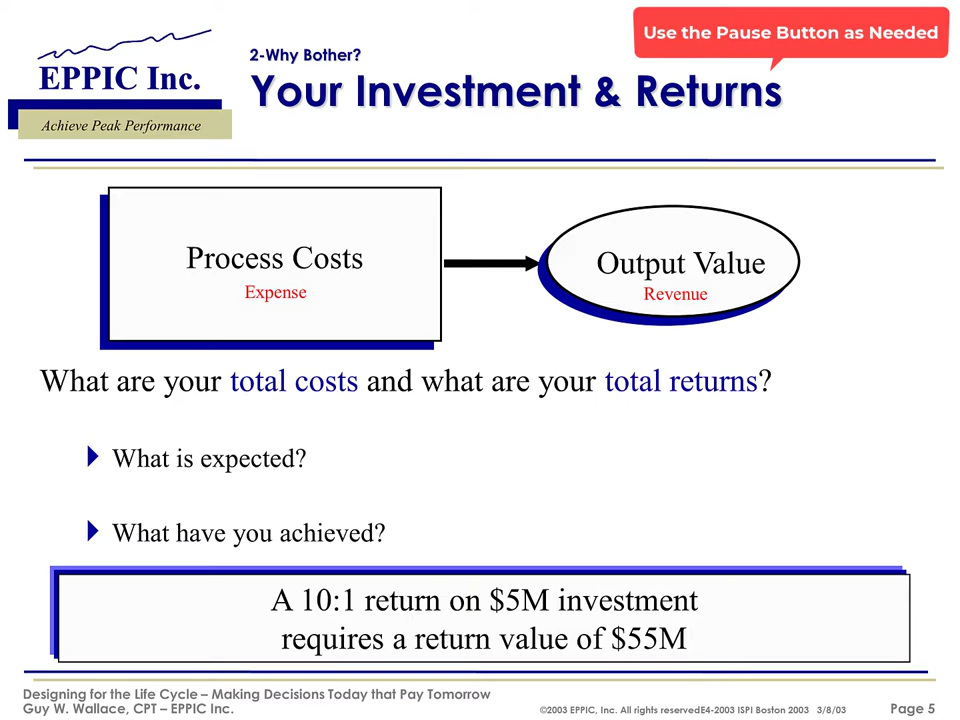 Use the Pause Button as Needed
EPPIC Inc.
Achieve Peak Performance
2-Why Bother?
Your Investment & Returns
Process Costs
Expense
Output Value
Revenue
What are your total costs and what are your total returns?
What is expected?
What have you achieved?
A 10:1 return on $5M investment
requires a return value of $55M
Designing for the Life Cycle – Making Decisions Today that Pay Tomorrow
Guy W. Wallace, CPT – EPPIC Inc.
©2003 EPPIC, Inc. All rights reservedE4-2003 ISPI Boston 2003 3/8/03
Page 5